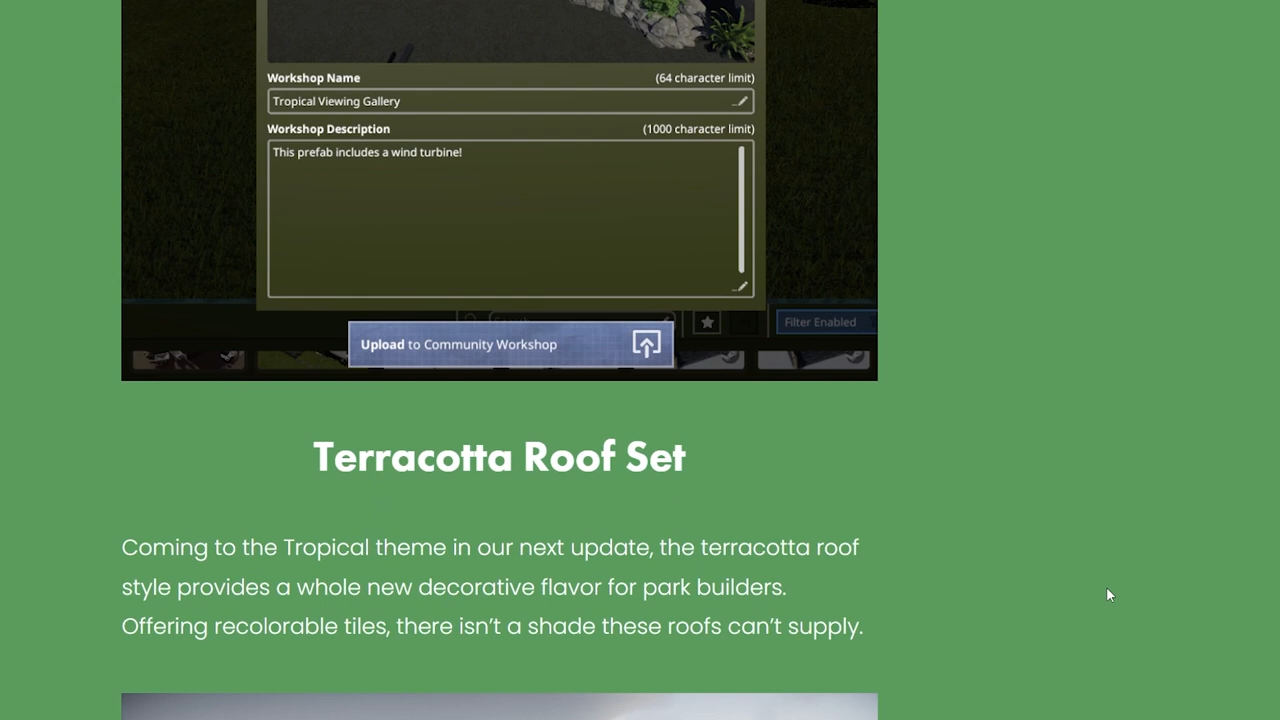 Workshop Name (64 character limit)
Tropical Viewing Gallery
Workshop Description (1000 character limit)
This prefab includes a wind turbine!
Search...
Filter Enabled
Upload to Community Workshop
Terracotta Roof Set
Coming to the Tropical theme in our next update, the terracotta roof
style provides a whole new decorative flavor for park builders.
Offering recolorable tiles, there isn’t a shade these roofs can’t supply.